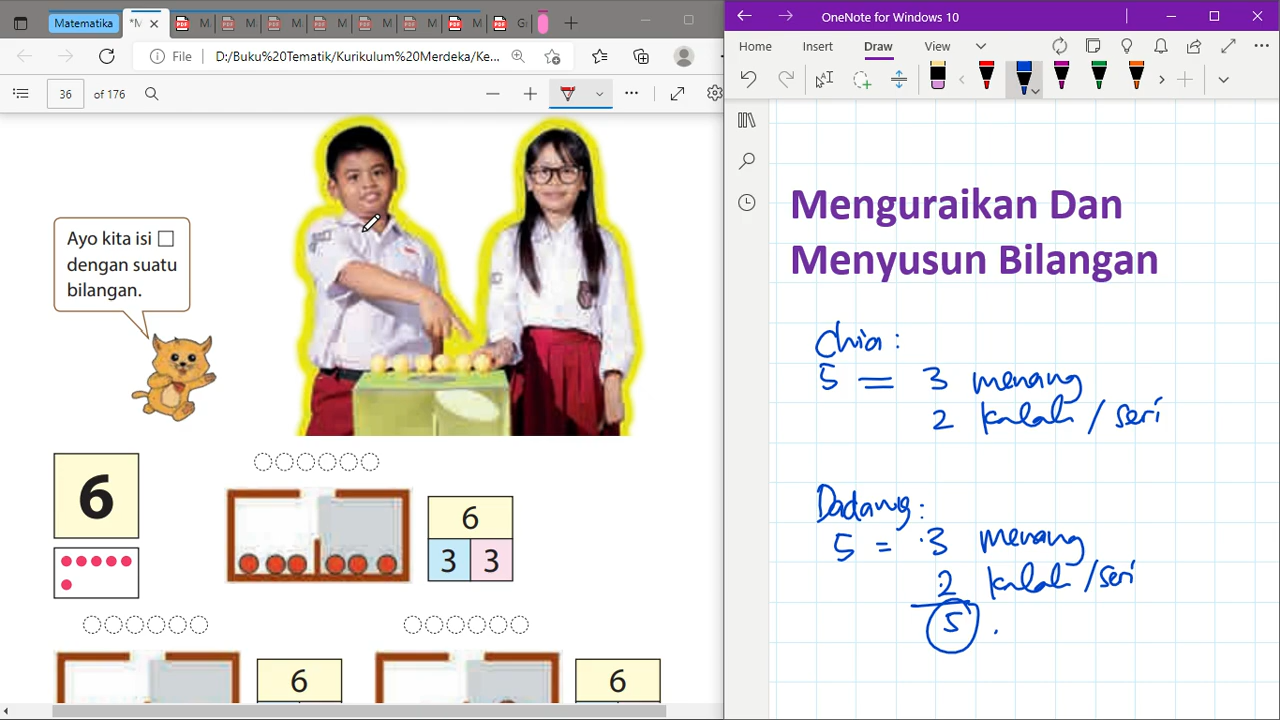 Matematika
*M
M
M
M
M
M
M
M
G
OneNote for Windows 10
File
D:/Buku%20Tematik/Kurikulum%20Merdeka/Ke...
Home
Insert
Draw
View
36
of 176
Ayo kita isi □
dengan suatu
bilangan.
6
6
3
3
6
6
Menguraikan Dan
Menyusun Bilangan
Chia:
5 = 3 menang
2 kalah / seri
Dadang:
5 = 3 menang
2 kalah /seri
5